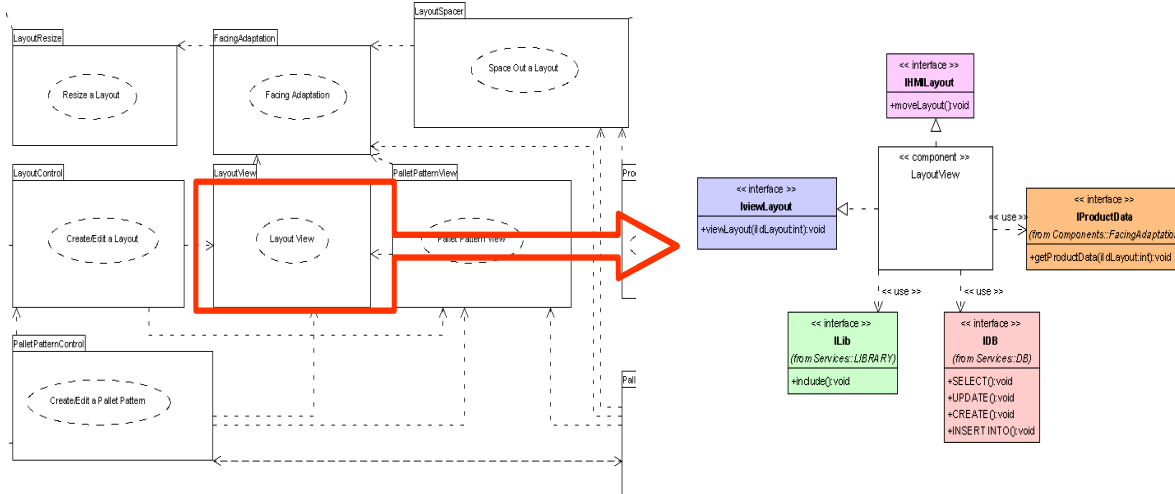 LayoutSpacer
LayoutResize
FacingAdaptation
Space Out a Layout
Resize a Layout
Facing Adaptation
LayoutControl
LayoutView
PalletPatternView
Proc
Create/Edit a Layout
Layout View
Pallet Pattern View
PalletPatternControl
Create/Edit a Pallet Pattern
Pall
<< interface >>
IHMILayout
+moveLayout():void
<< component >>
LayoutView
<< interface >>
IviewLayout
+viewLayout(iIdLayout:int):void
<< use >>
<< interface >>
IProductData
(from Components::FacingAdaptation
+getProductData(iIdLayout:int):void
<< use >>
<< use >>
<< interface >>
ILib
(from Services::LIBRARY)
+include():void
<< interface >>
IDB
(from Services::DB)
+SELECT():void
+UPDATE():void
+CREATE():void
+INSERT INTO():void